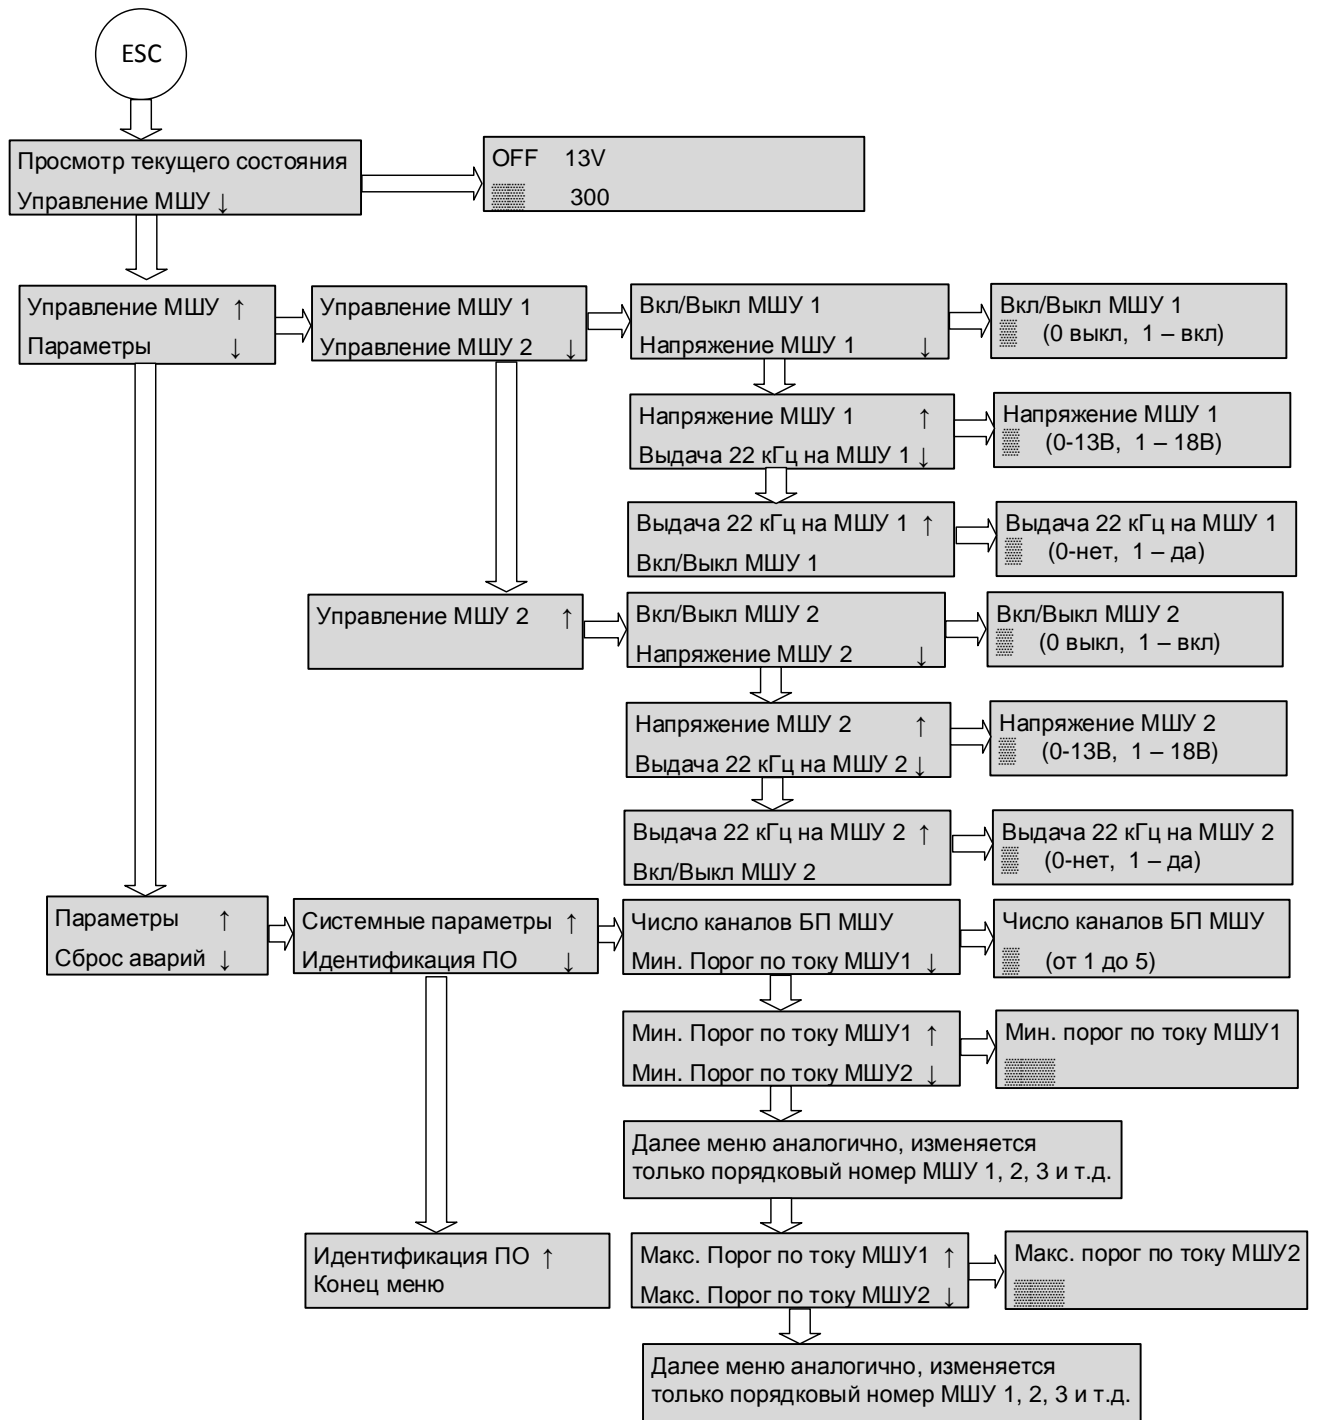 ESC
Просмотр текущего состояния
Управление МШУ ↓
OFF 13V
300
Управление МШУ ↑
Параметры ↓
Управление МШУ 1
Управление МШУ 2 ↓
Вкл/Выкл МШУ 1
Напряжение МШУ 1 ↓
Вкл/Выкл МШУ 1
(0 выкл, 1 – вкл)
Напряжение МШУ 1 ↑
Выдача 22 кГц на МШУ 1 ↓
Напряжение МШУ 1
(0-13В, 1 – 18В)
Выдача 22 кГц на МШУ 1 ↑
Вкл/Выкл МШУ 1
Выдача 22 кГц на МШУ 1
(0-нет, 1 – да)
Управление МШУ 2 ↑
Вкл/Выкл МШУ 2
Напряжение МШУ 2 ↓
Вкл/Выкл МШУ 2
(0 выкл, 1 – вкл)
Напряжение МШУ 2 ↑
Выдача 22 кГц на МШУ 2 ↓
Напряжение МШУ 2
(0-13В, 1 – 18В)
Выдача 22 кГц на МШУ 2 ↑
Вкл/Выкл МШУ 2
Выдача 22 кГц на МШУ 2
(0-нет, 1 – да)
Параметры ↑
Сброс аварий ↓
Системные параметры ↑
Идентификация ПО ↓
Число каналов БП МШУ
Мин. Порог по току МШУ1 ↓
Число каналов БП МШУ
(от 1 до 5)
Мин. Порог по току МШУ1 ↑
Мин. Порог по току МШУ2 ↓
Мин. порог по току МШУ1
Далее меню аналогично, изменяется
только порядковый номер МШУ 1, 2, 3 и т.д.
Идентификация ПО ↑
Конец меню
Макс. Порог по току МШУ1 ↑
Макс. Порог по току МШУ2 ↓
Макс. порог по току МШУ2
Далее меню аналогично, изменяется
только порядковый номер МШУ 1, 2, 3 и т.д.